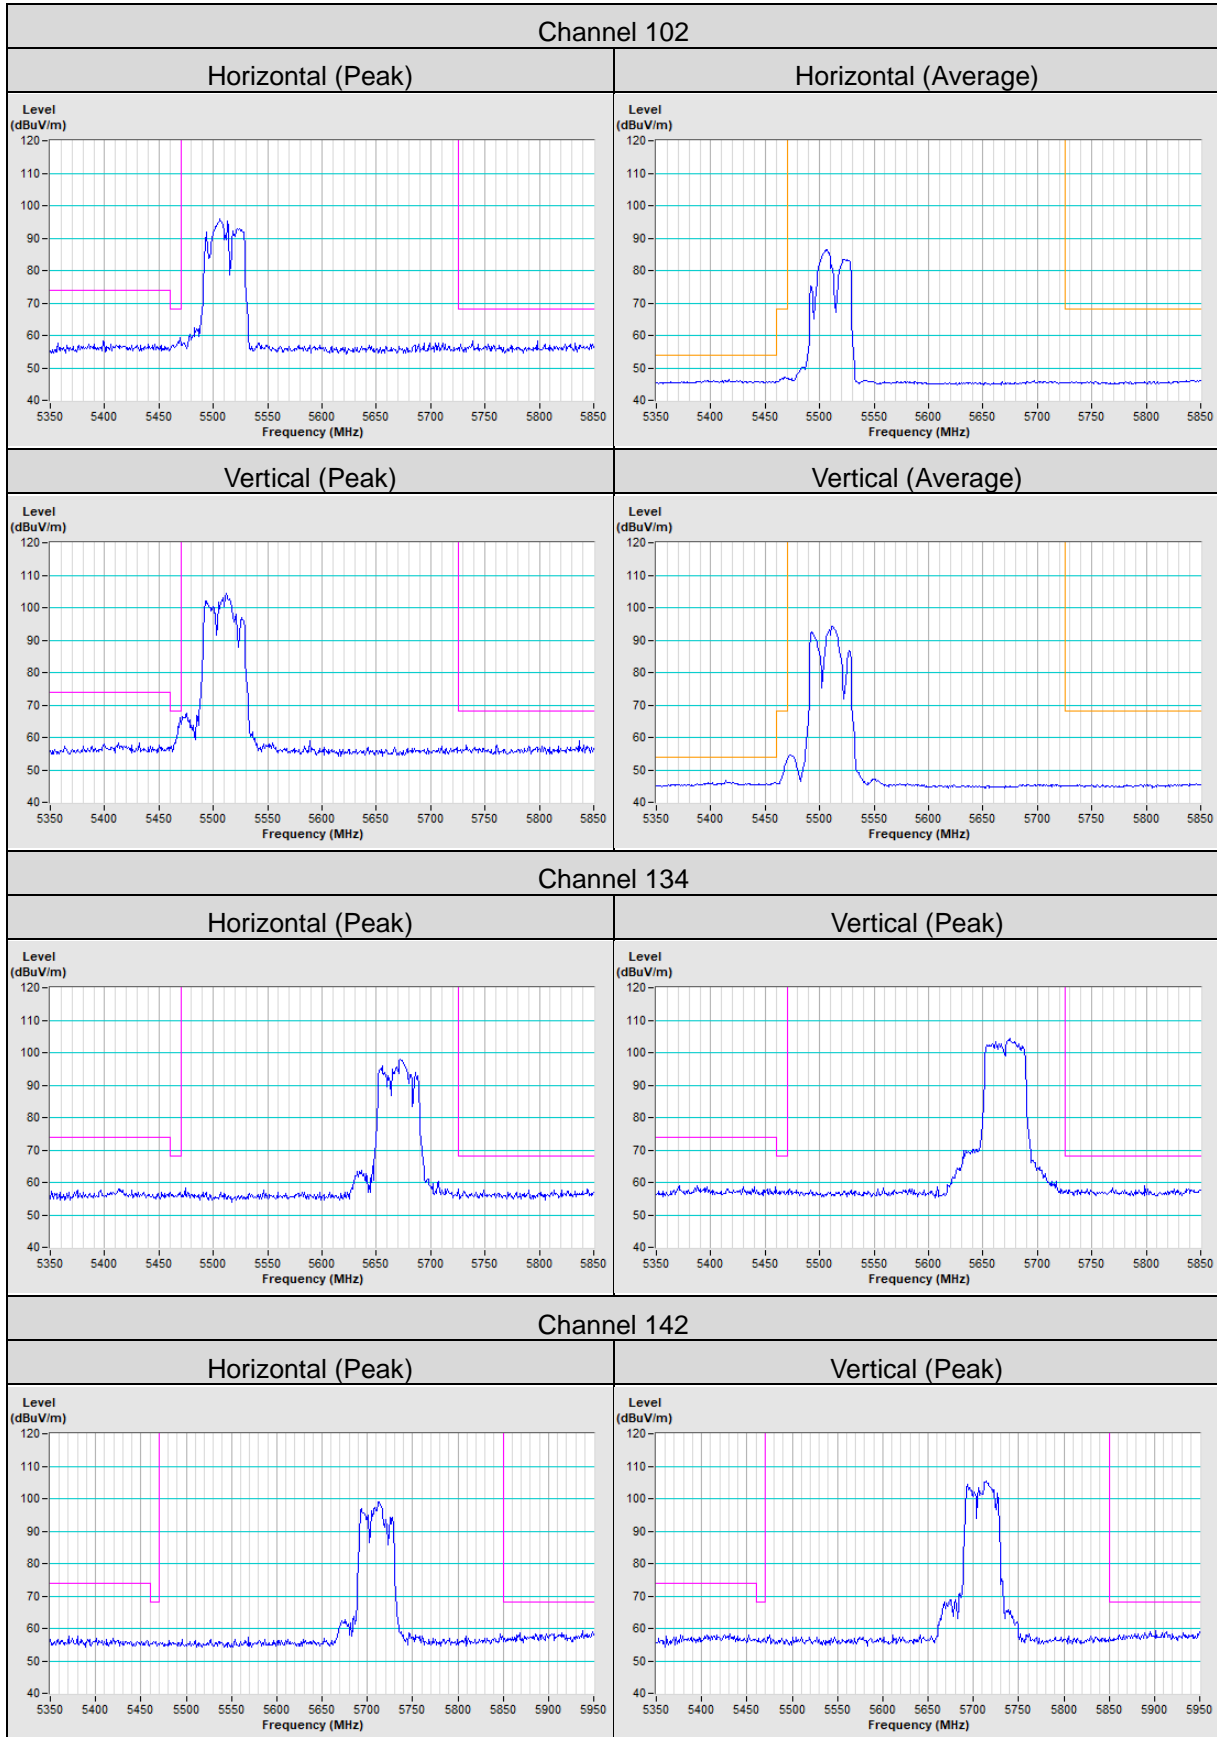 Channel 102
Horizontal (Peak)
Horizontal (Average)
Level
(dBuV/m)
120
110
100
90
80
70
60
50
40
5350 5400 5450 5500 5550 5600 5650 5700 5750 5800 5850
Frequency (MHz)
Level
(dBuV/m)
120
110
100
90
80
70
60
50
40
5350 5400 5450 5500 5550 5600 5650 5700 5750 5800 5850
Frequency (MHz)
Vertical (Peak)
Vertical (Average)
Level
(dBuV/m)
120
110
100
90
80
70
60
50
40
5350 5400 5450 5500 5550 5600 5650 5700 5750 5800 5850
Frequency (MHz)
Level
(dBuV/m)
120
110
100
90
80
70
60
50
40
5350 5400 5450 5500 5550 5600 5650 5700 5750 5800 5850
Frequency (MHz)
Channel 134
Horizontal (Peak)
Vertical (Peak)
Level
(dBuV/m)
120
110
100
90
80
70
60
50
40
5350 5400 5450 5500 5550 5600 5650 5700 5750 5800 5850
Frequency (MHz)
Level
(dBuV/m)
120
110
100
90
80
70
60
50
40
5350 5400 5450 5500 5550 5600 5650 5700 5750 5800 5850
Frequency (MHz)
Channel 142
Horizontal (Peak)
Vertical (Peak)
Level
(dBuV/m)
120
110
100
90
80
70
60
50
40
5350 5400 5450 5500 5550 5600 5650 5700 5750 5800 5850 5900 5950
Frequency (MHz)
Level
(dBuV/m)
120
110
100
90
80
70
60
50
40
5350 5400 5450 5500 5550 5600 5650 5700 5750 5800 5850 5900 5950
Frequency (MHz)